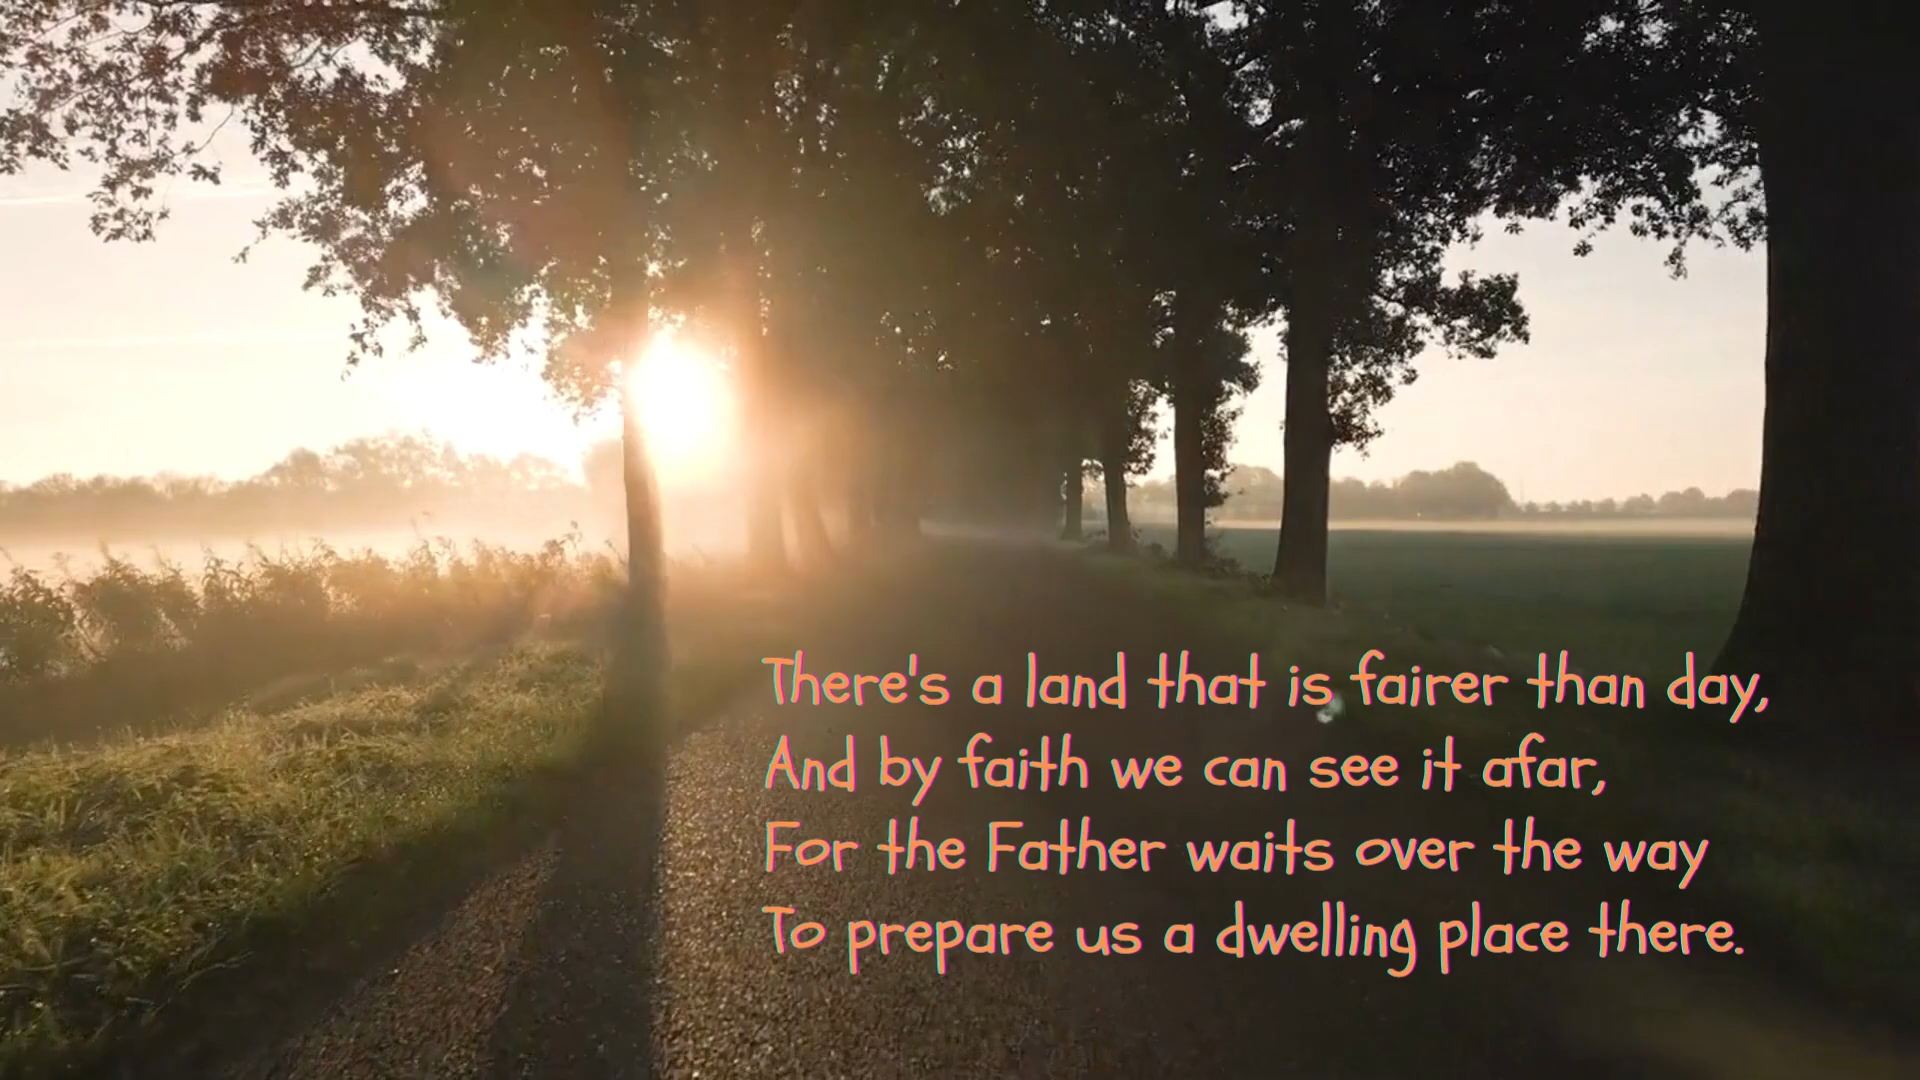 There's a land that is fairer than day,
And by faith we can see it afar,
For the Father waits over the way
To prepare us a dwelling place there.